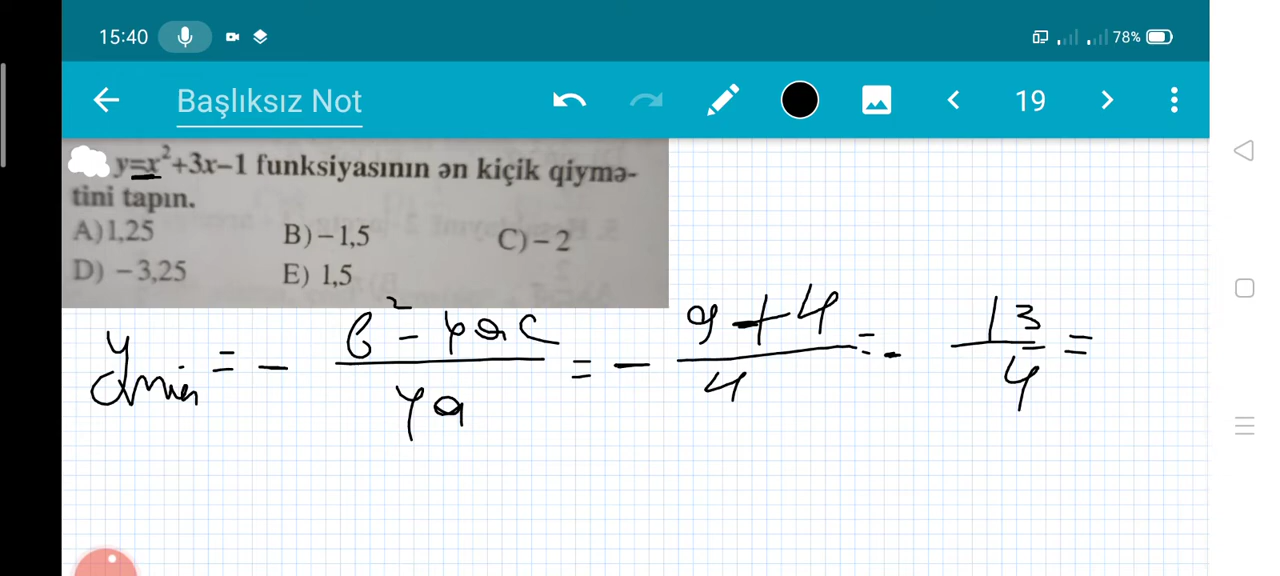 15:40 78%
Başlıksız Not 19
y=x²+3x−1 funksiyasının ən kiçik qiymə-
tini tapın.
A) 1,25 B) −1,5 C) −2
D) −3,25 E) 1,5
y min = − (b² − 4ac)/(4a) = − (9+4)/4 = − 13/4 =